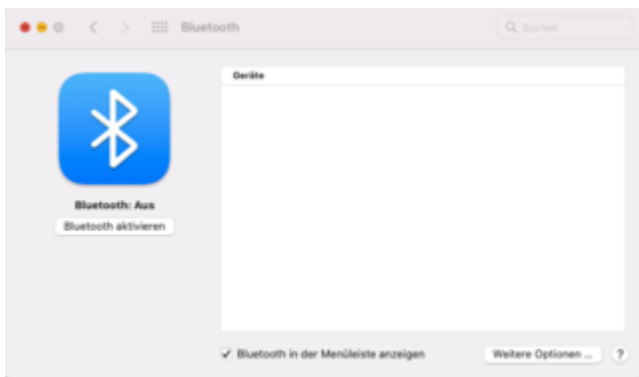 Bluetooth
Suchen
Geräte
Bluetooth: Aus
Bluetooth aktivieren
Bluetooth in der Menüleiste anzeigen
Weitere Optionen ...
?